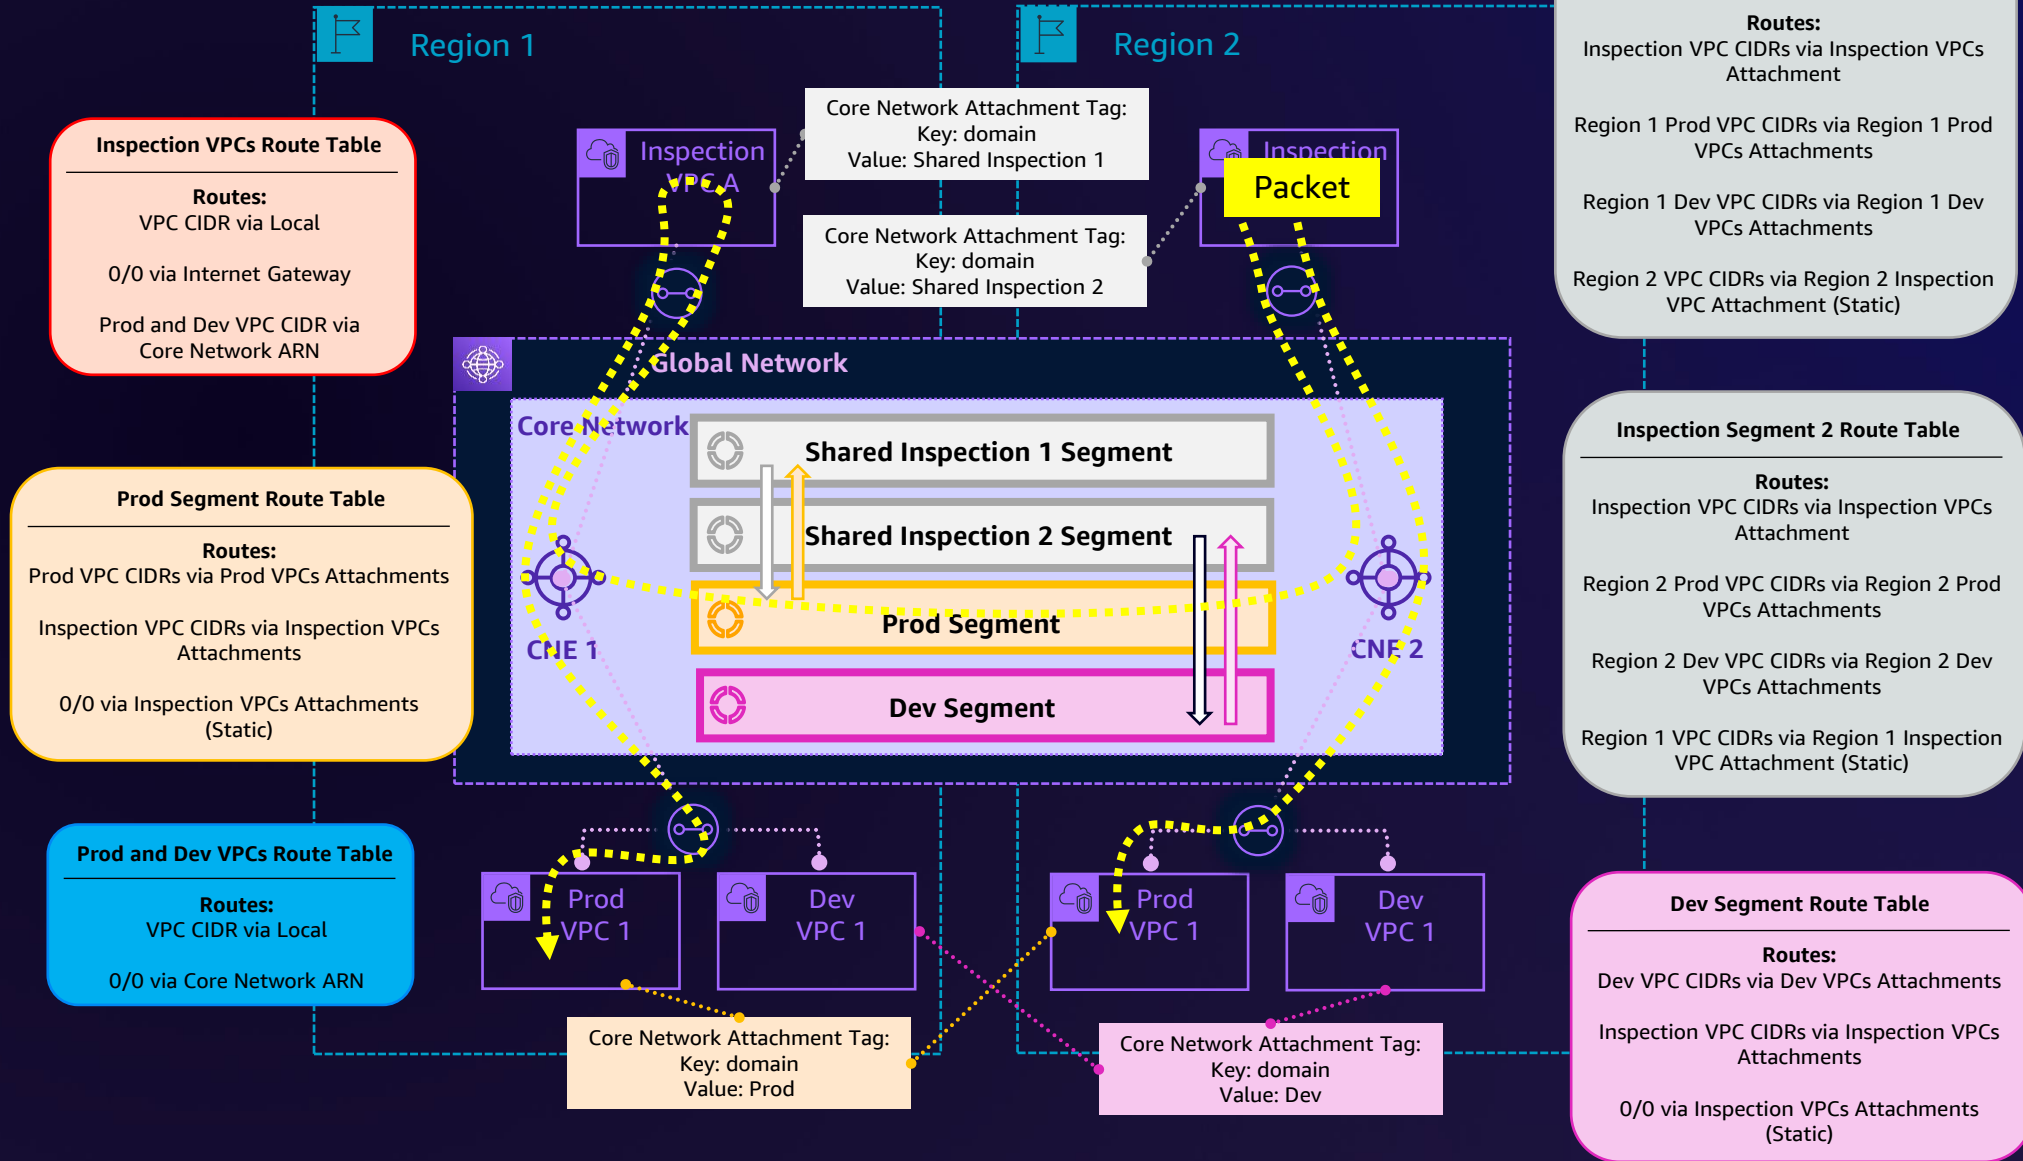 Region 1
Region 2
Routes:
Inspection VPC CIDRs via Inspection VPCs
Attachment
Region 1 Prod VPC CIDRs via Region 1 Prod
VPCs Attachments
Region 1 Dev VPC CIDRs via Region 1 Dev
VPCs Attachments
Region 2 VPC CIDRs via Region 2 Inspection
VPC Attachment (Static)
Core Network Attachment Tag:
Key: domain
Value: Shared Inspection 1
Inspection VPCs Route Table
Routes:
VPC CIDR via Local
0/0 via Internet Gateway
Prod and Dev VPC CIDR via
Core Network ARN
Inspection
VPC A
Inspection
Packet
Core Network Attachment Tag:
Key: domain
Value: Shared Inspection 2
Global Network
Core Network
Shared Inspection 1 Segment
Shared Inspection 2 Segment
Prod Segment
Dev Segment
CNE 1
CNE 2
Inspection Segment 2 Route Table
Routes:
Inspection VPC CIDRs via Inspection VPCs
Attachment
Region 2 Prod VPC CIDRs via Region 2 Prod
VPCs Attachments
Region 2 Dev VPC CIDRs via Region 2 Dev
VPCs Attachments
Region 1 VPC CIDRs via Region 1 Inspection
VPC Attachment (Static)
Prod Segment Route Table
Routes:
Prod VPC CIDRs via Prod VPCs Attachments
Inspection VPC CIDRs via Inspection VPCs
Attachments
0/0 via Inspection VPCs Attachments
(Static)
Prod and Dev VPCs Route Table
Routes:
VPC CIDR via Local
0/0 via Core Network ARN
Prod
VPC 1
Dev
VPC 1
Prod
VPC 1
Dev
VPC 1
Dev Segment Route Table
Routes:
Dev VPC CIDRs via Dev VPCs Attachments
Inspection VPC CIDRs via Inspection VPCs
Attachments
0/0 via Inspection VPCs Attachments
(Static)
Core Network Attachment Tag:
Key: domain
Value: Prod
Core Network Attachment Tag:
Key: domain
Value: Dev